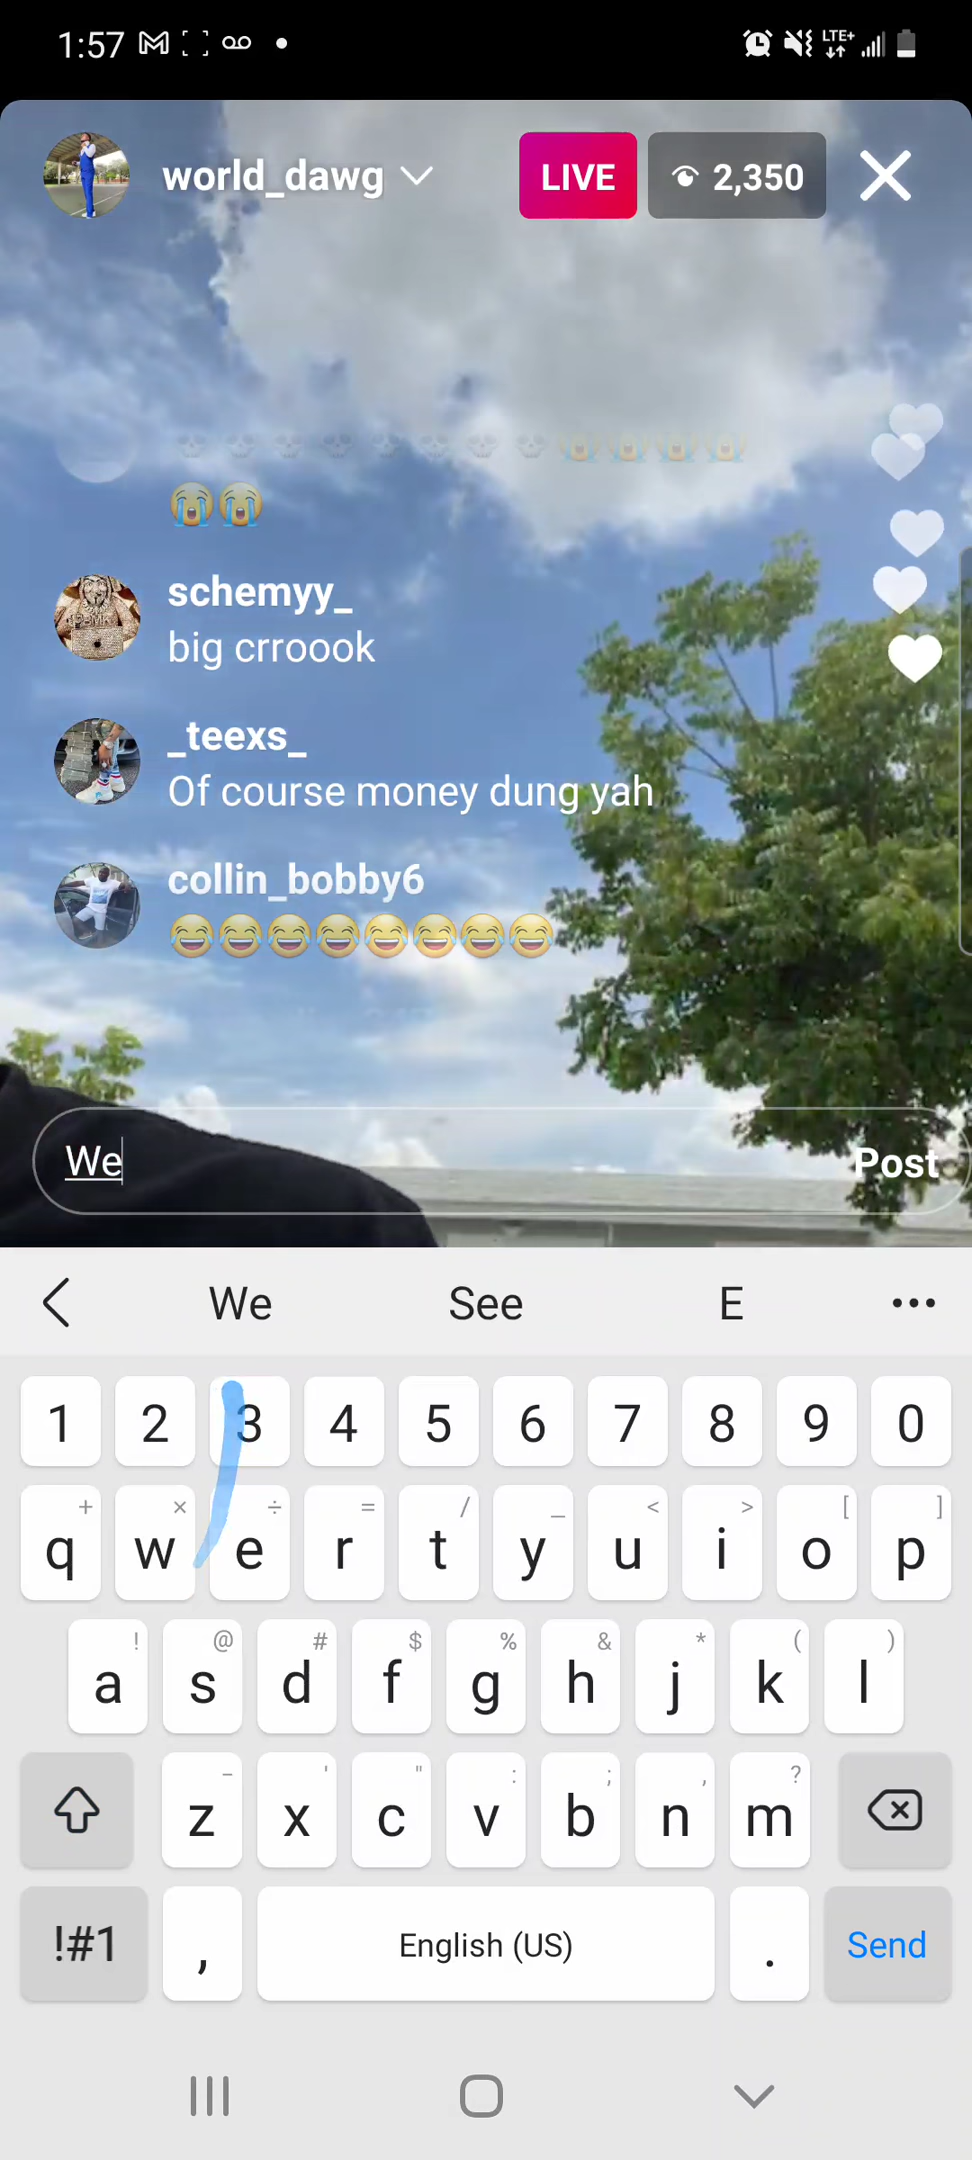 1:57 LTE+
world_dawg LIVE 2,350
schemyy_
big crroook
_teexs_
Of course money dung yah
collin_bobby6
We Post
We See E
1 2 3 4 5 6 7 8 9 0
+ × ÷ = / _ < > [ ]
q w e r t y u i o p
! @ # $ % & * ( )
a s d f g h j k l
- ' " : ; , ?
z x c v b n m
!#1 , English (US) . Send